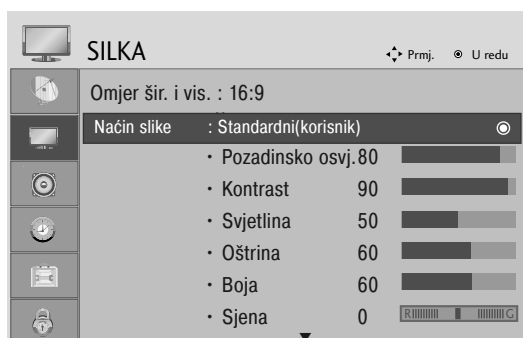 SILKA
Prmj. U redu
Omjer šir. i vis. : 16:9
Naćin slike : Standardni(korisnik)
• Pozadinsko osvj. 80
• Kontrast 90
• Svjetlina 50
• Oštrina 60
• Boja 60
• Sjena 0 R G